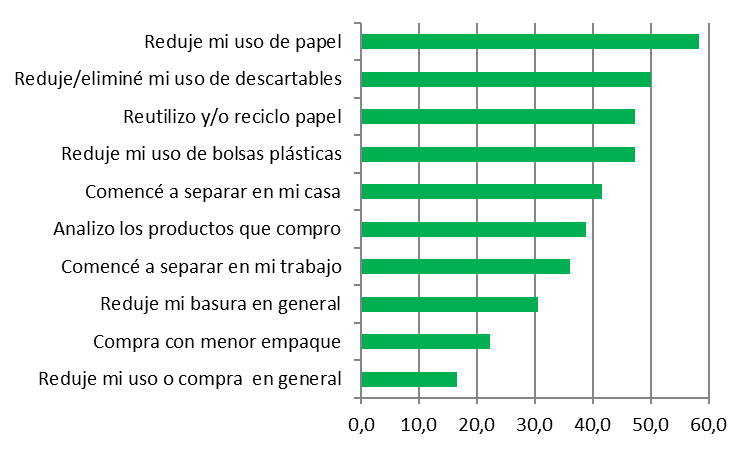 Reduje mi uso de papel
Reduje/eliminé mi uso de descartables
Reutilizo y/o reciclo papel
Reduje mi uso de bolsas plásticas
Comencé a separar en mi casa
Analizo los productos que compro
Comencé a separar en mi trabajo
Reduje mi basura en general
Compra con menor empaque
Reduje mi uso o compra  en general
0,0 10,0 20,0 30,0 40,0 50,0 60,0